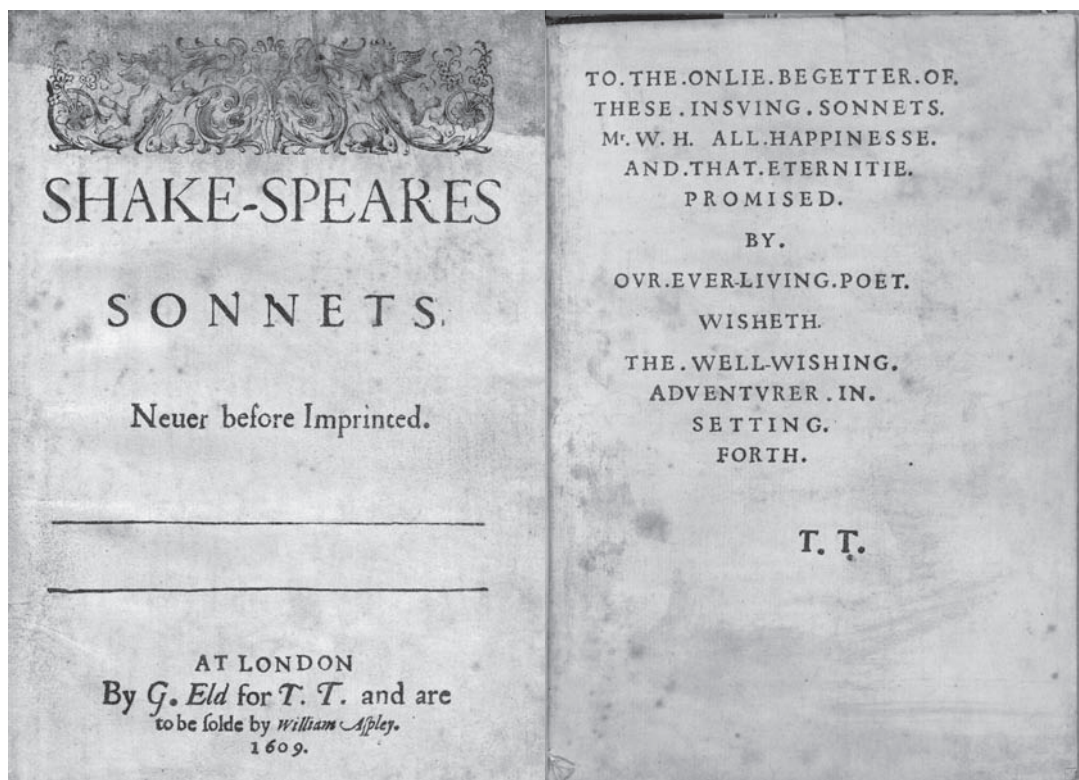 SHAKE-SPEARES
SONNETS.
Neuer before Imprinted.
AT LONDON
By G. Eld for T. T. and are
to be ſolde by William Aſpley.
1609.
TO.THE.ONLIE.BEGETTER.OF.
THESE.INSVING.SONNETS.
Mr. W. H. ALL.HAPPINESSE.
AND.THAT.ETERNITIE.
PROMISED.
BY.
OVR.EVER-LIVING.POET.
WISHETH.
THE.WELL-WISHING.
ADVENTVRER.IN.
SETTING.
FORTH.
T. T.